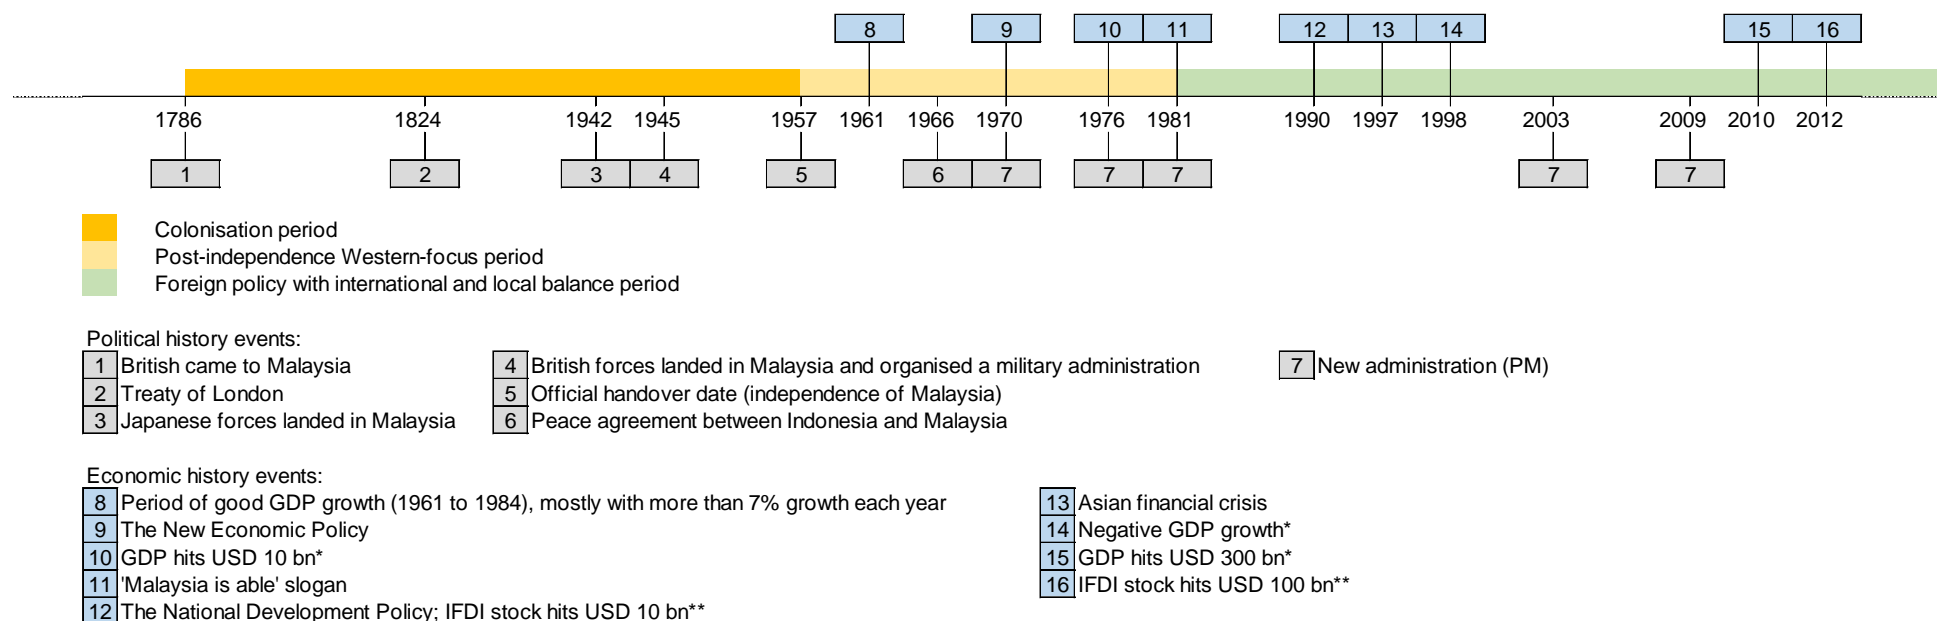 8 9 10 11 12 13 14 15 16
1786 1824 1942 1945 1957 1961 1966 1970 1976 1981 1990 1997 1998 2003 2009 2010 2012
1 2 3 4 5 6 7 7 7 7 7
Colonisation period
Post-independence Western-focus period
Foreign policy with international and local balance period
Political history events:
1 British came to Malaysia
2 Treaty of London
3 Japanese forces landed in Malaysia
4 British forces landed in Malaysia and organised a military administration
5 Official handover date (independence of Malaysia)
6 Peace agreement between Indonesia and Malaysia
7 New administration (PM)
Economic history events:
8 Period of good GDP growth (1961 to 1984), mostly with more than 7% growth each year
9 The New Economic Policy
10 GDP hits USD 10 bn*
11 'Malaysia is able' slogan
12 The National Development Policy; IFDI stock hits USD 10 bn**
13 Asian financial crisis
14 Negative GDP growth*
15 GDP hits USD 300 bn*
16 IFDI stock hits USD 100 bn**